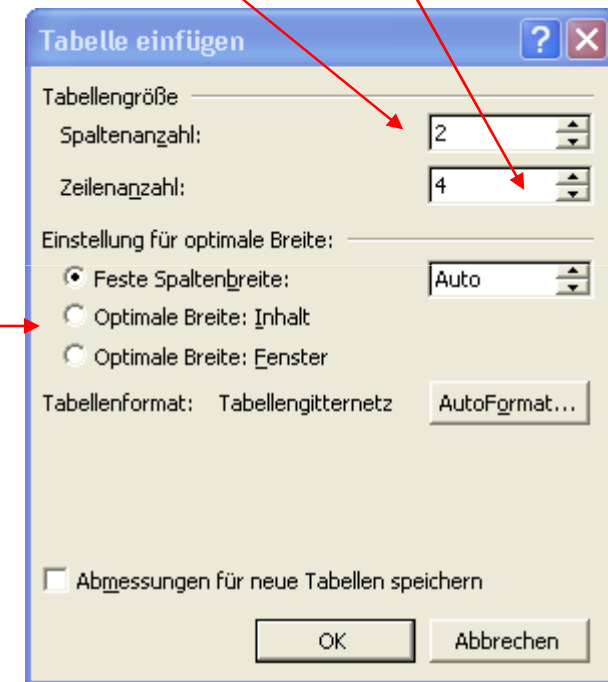 Tabelle einfügen
Tabellengröße
Spaltenanzahl: 2
Zeilenanzahl: 4
Einstellung für optimale Breite:
Feste Spaltenbreite: Auto
Optimale Breite: Inhalt
Optimale Breite: Fenster
Tabellenformat: Tabellengitternetz AutoFormat...
Abmessungen für neue Tabellen speichern
OK Abbrechen